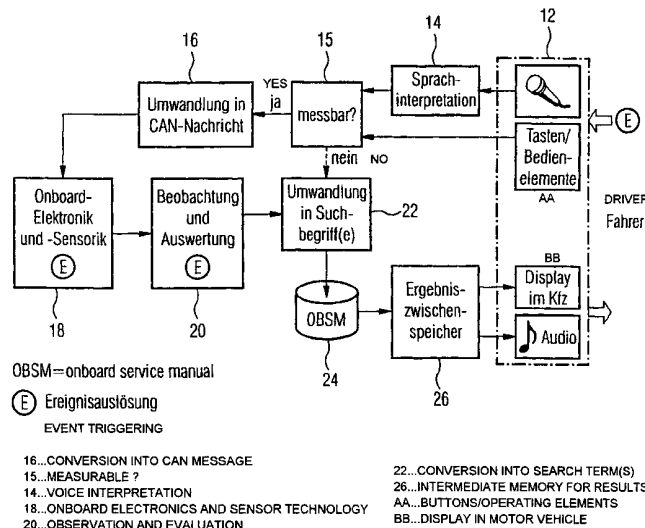 16
15
14
12
YES
ja
Umwandlung in
CAN-Nachricht
messbar?
Sprach-
interpretation
E
Tasten/
Bedien-
elemente
AA
DRIVER
Fahrer
nein NO
Onboard-
Elektronik
und -Sensorik
E
Beobachtung
und
Auswertung
E
Umwandlung
in Such-
begriff(e)
22
18
20
OBSM
24
Ergebnis-
zwischen-
speicher
26
BB
Display
im Kfz
Audio
OBSM=onboard service manual
E Ereignisauslösung
EVENT TRIGGERING
16...CONVERSION INTO CAN MESSAGE
15...MEASURABLE ?
14...VOICE INTERPRETATION
18...ONBOARD ELECTRONICS AND SENSOR TECHNOLOGY
20...OBSERVATION AND EVALUATION
22...CONVERSION INTO SEARCH TERM(S)
26...INTERMEDIATE MEMORY FOR RESULTS
AA...BUTTONS/OPERATING ELEMENTS
BB...DISPLAY IN MOTOR VEHICLE